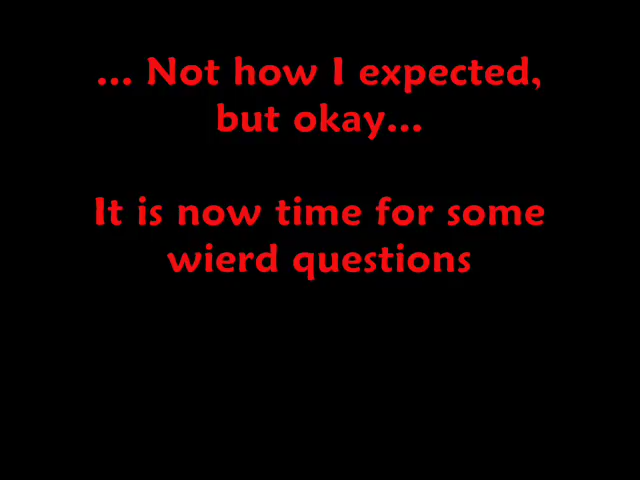 ... Not how I expected,
but okay...
It is now time for some
wierd questions